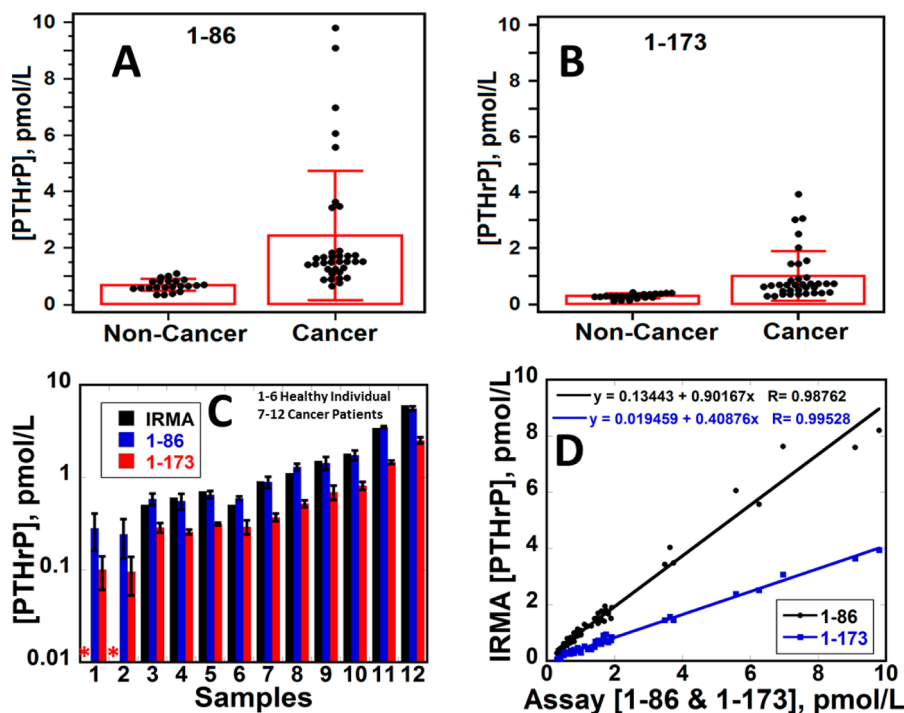 1-86
A
[PTHrP], pmol/L
10
8
6
4
2
0
Non-Cancer
Cancer
1-173
B
[PTHrP], pmol/L
10
8
6
4
2
0
Non-Cancer
Cancer
C
1-6 Healthy Individual
7-12 Cancer Patients
IRMA
1-86
1-173
[PTHrP], pmol/L
10
1
0.1
0.01
* *
1 2 3 4 5 6 7 8 9 10 11 12
Samples
D
y = 0.13443 + 0.90167x R= 0.98762
y = 0.019459 + 0.40876x R= 0.99528
IRMA [PTHrP], pmol/L
10
8
6
4
2
0
1-86
1-173
0 2 4 6 8 10
Assay [1-86 & 1-173], pmol/L